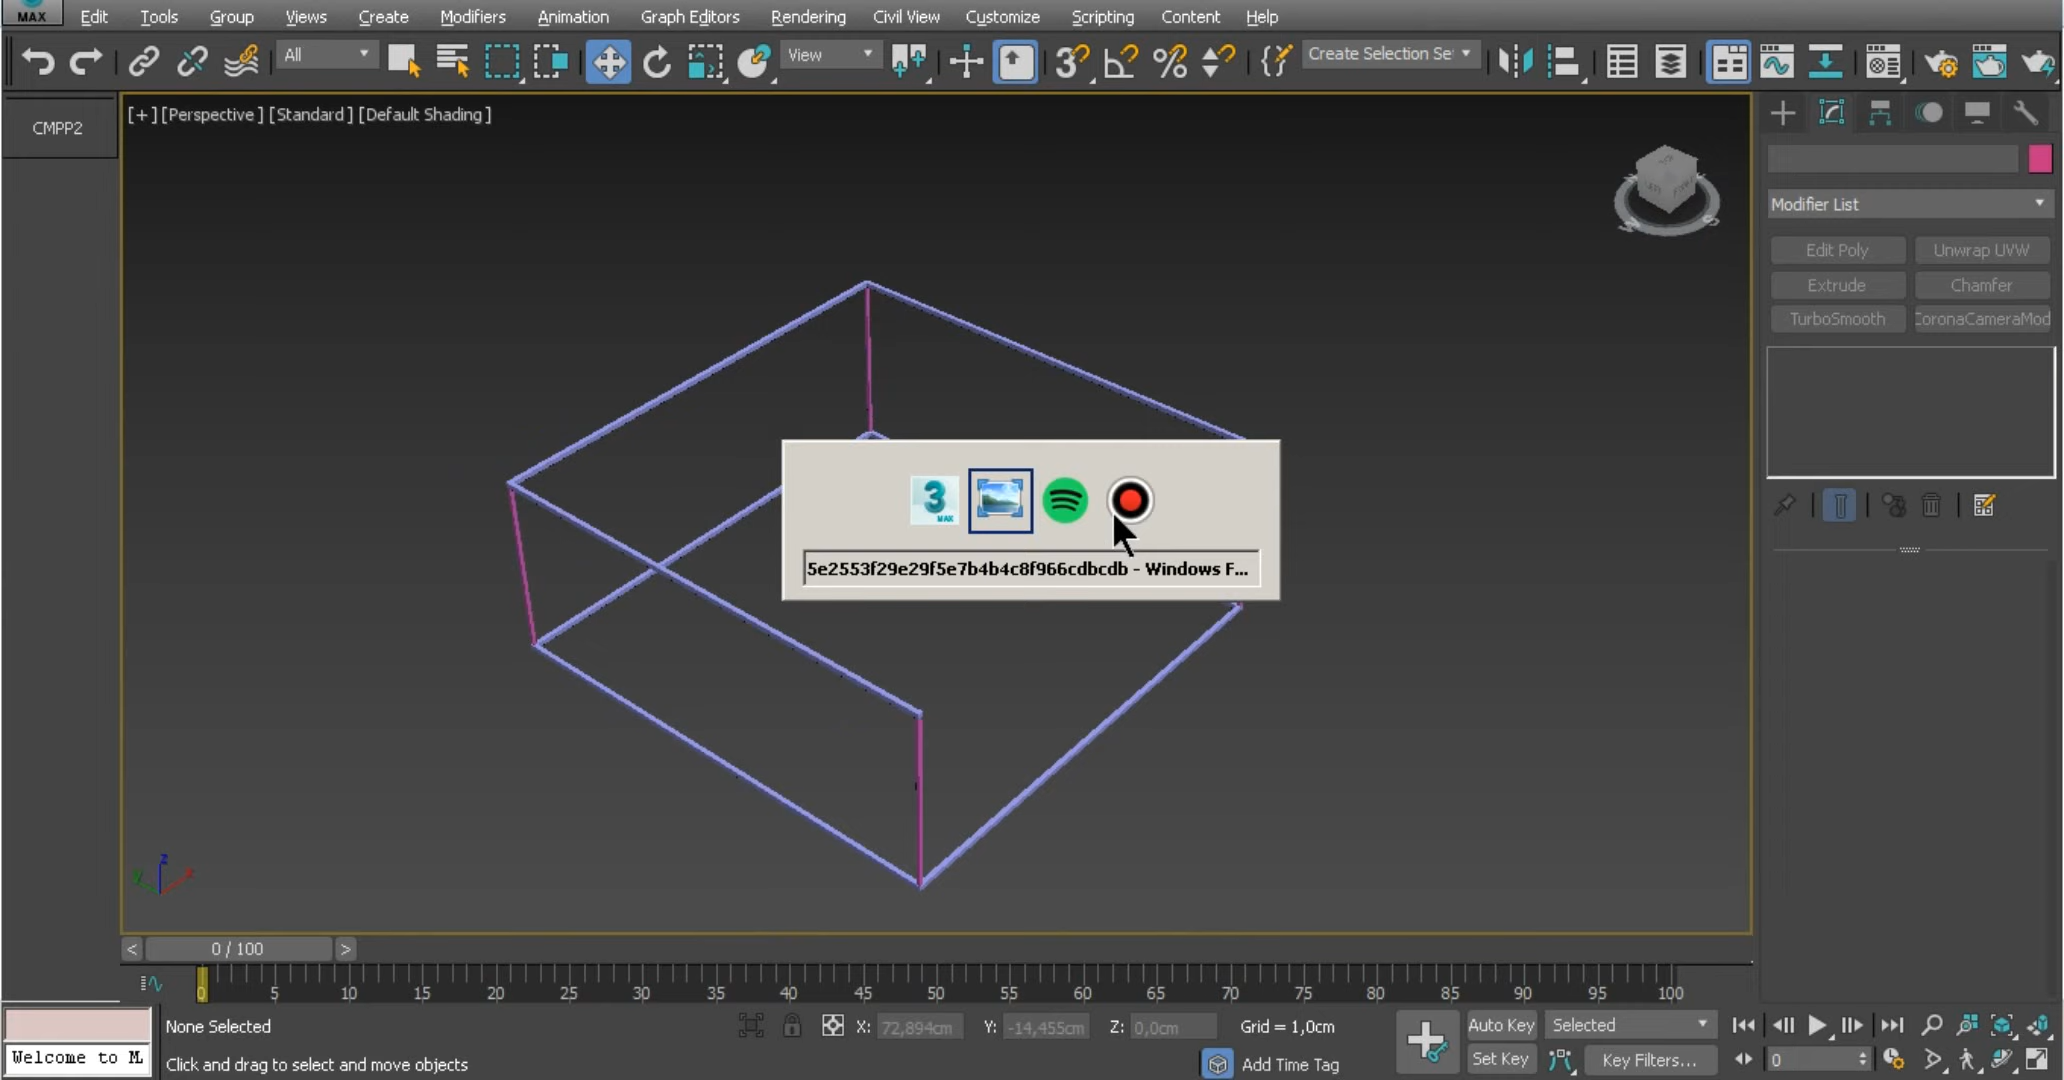 MAX Edit Tools Group Views Create Modifiers Animation Graph Editors Rendering Civil View Customize Scripting Content Help
All View 3 Create Selection Se
CMPP2
[+] [Perspective] [Standard] [Default Shading]
Modifier List
Edit Poly Unwrap UVW
Extrude Chamfer
TurboSmooth CoronaCameraMod
3
MAX
5e2553f29e29f5e7b4b4c8f966cdbcdb - Windows F...
z
< 0 / 100 >
0 5 10 15 20 25 30 35 40 45 50 55 60 65 70 75 80 85 90 95 100
None Selected X: 72,894cm Y: -14,455cm Z: 0,0cm Grid = 1,0cm Auto Key Selected
Welcome to M Click and drag to select and move objects Add Time Tag Set Key Key Filters... 0